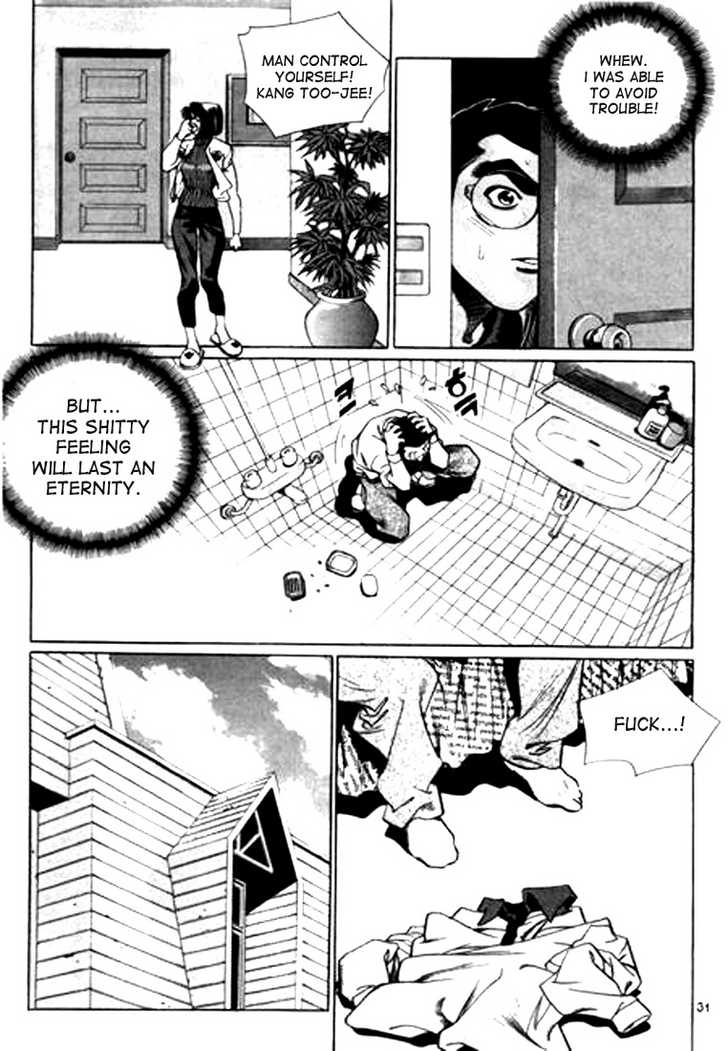 MAN CONTROL
YOURSELF!
KANG TOO-JEE!
WHEW.
I WAS ABLE
TO AVOID
TROUBLE!
BUT...
THIS SHITTY
FEELING
WILL LAST AN
ETERNITY.
FUCK...!
31